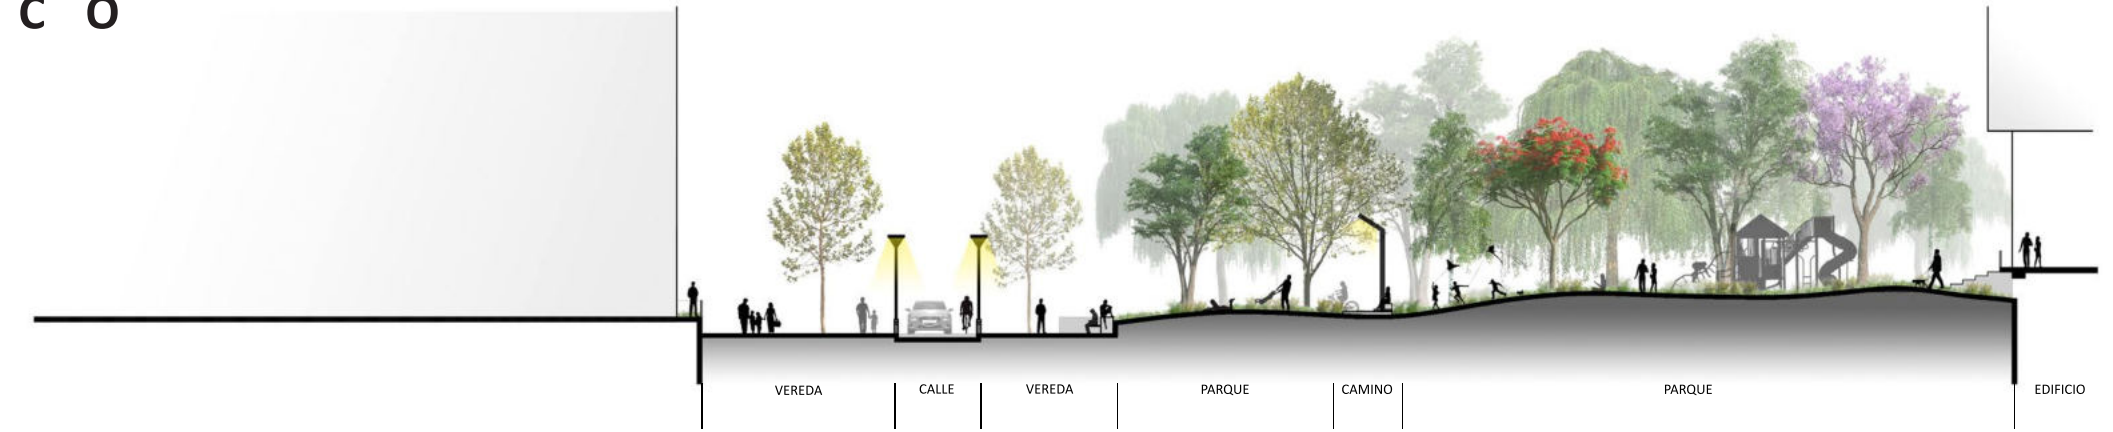 C O
VEREDA
CALLE
VEREDA
PARQUE
CAMINO
PARQUE
EDIFICIO